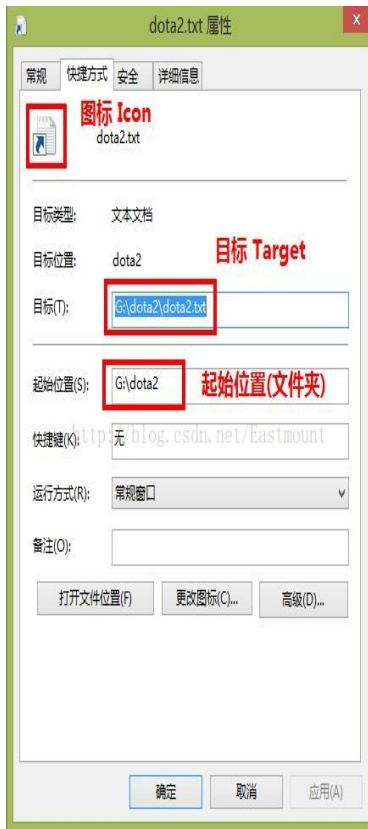 dota2.txt 属性
常规 快捷方式 安全 详细信息
图标 Icon
dota2.txt
目标类型: 文本文档
目标位置: dota2
目标 Target
目标(T): G:\dota2\dota2.txt
起始位置(S): G:\dota2 起始位置(文件夹)
http://blog.csdn.net/Eastmount
快捷键(K): 无
运行方式(R): 常规窗口
备注(O):
打开文件位置(F) 更改图标(C)... 高级(D)...
确定 取消 应用(A)